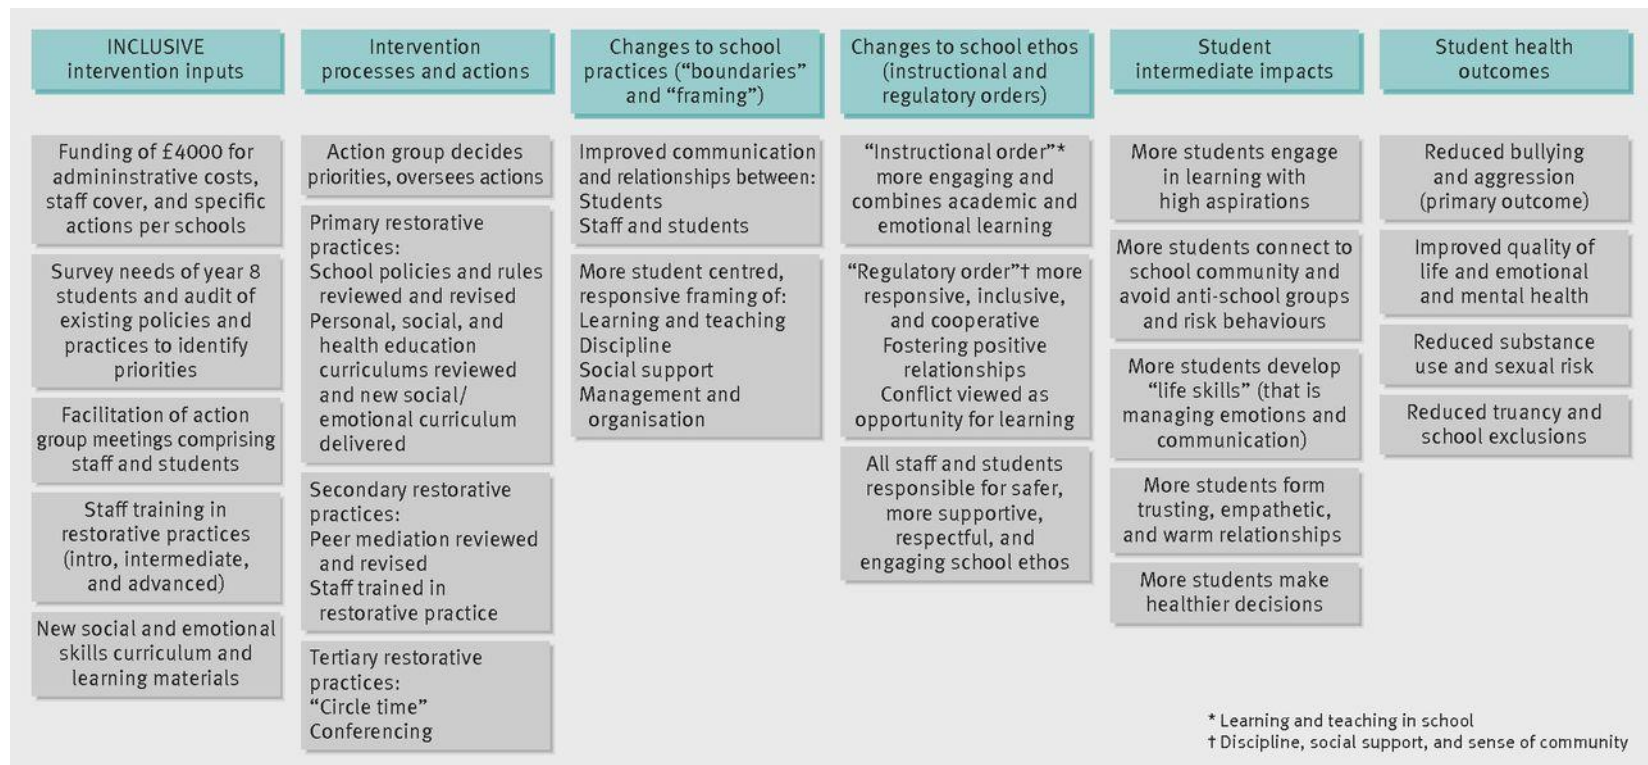 INCLUSIVE
intervention inputs
Funding of £4000 for
admininstrative costs,
staff cover, and specific
actions per schools
Survey needs of year 8
students and audit of
existing policies and
practices to identify
priorities
Facilitation of action
group meetings comprising
staff and students
Staff training in
restorative practices
(intro, intermediate,
and advanced)
New social and emotional
skills curriculum and
learning materials
Intervention
processes and actions
Action group decides
priorities, oversees actions
Primary restorative
practices:
School policies and rules
reviewed and revised
Personal, social, and
health education
curriculums reviewed
and new social/
emotional curriculum
delivered
Secondary restorative
practices:
Peer mediation reviewed
and revised
Staff trained in
restorative practice
Tertiary restorative
practices:
“Circle time”
Conferencing
Changes to school
practices (“boundaries”
and “framing”)
Improved communication
and relationships between:
Students
Staff and students
More student centred,
responsive framing of:
Learning and teaching
Discipline
Social support
Management and
organisation
Changes to school ethos
(instructional and
regulatory orders)
“Instructional order”*
more engaging and
combines academic and
emotional learning
“Regulatory order”† more
responsive, inclusive,
and cooperative
Fostering positive
relationships
Conflict viewed as
opportunity for learning
All staff and students
responsible for safer,
more supportive,
respectful, and
engaging school ethos
Student
intermediate impacts
More students engage
in learning with
high aspirations
More students connect to
school community and
avoid anti-school groups
and risk behaviours
More students develop
“life skills” (that is
managing emotions and
communication)
More students form
trusting, empathetic,
and warm relationships
More students make
healthier decisions
Student health
outcomes
Reduced bullying
and aggression
(primary outcome)
Improved quality of
life and emotional
and mental health
Reduced substance
use and sexual risk
Reduced truancy and
school exclusions
* Learning and teaching in school
† Discipline, social support, and sense of community